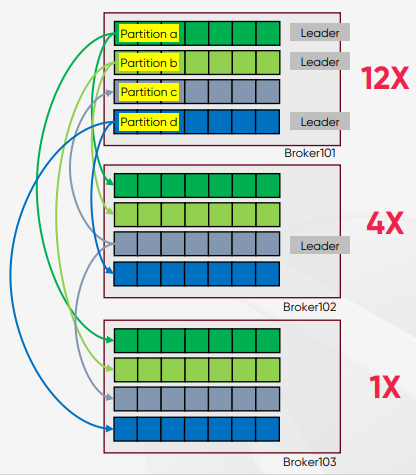 Partition a
Leader
Partition b
Leader
12X
Partition c
Partition d
Leader
Broker101
4X
Leader
Broker102
1X
Broker103